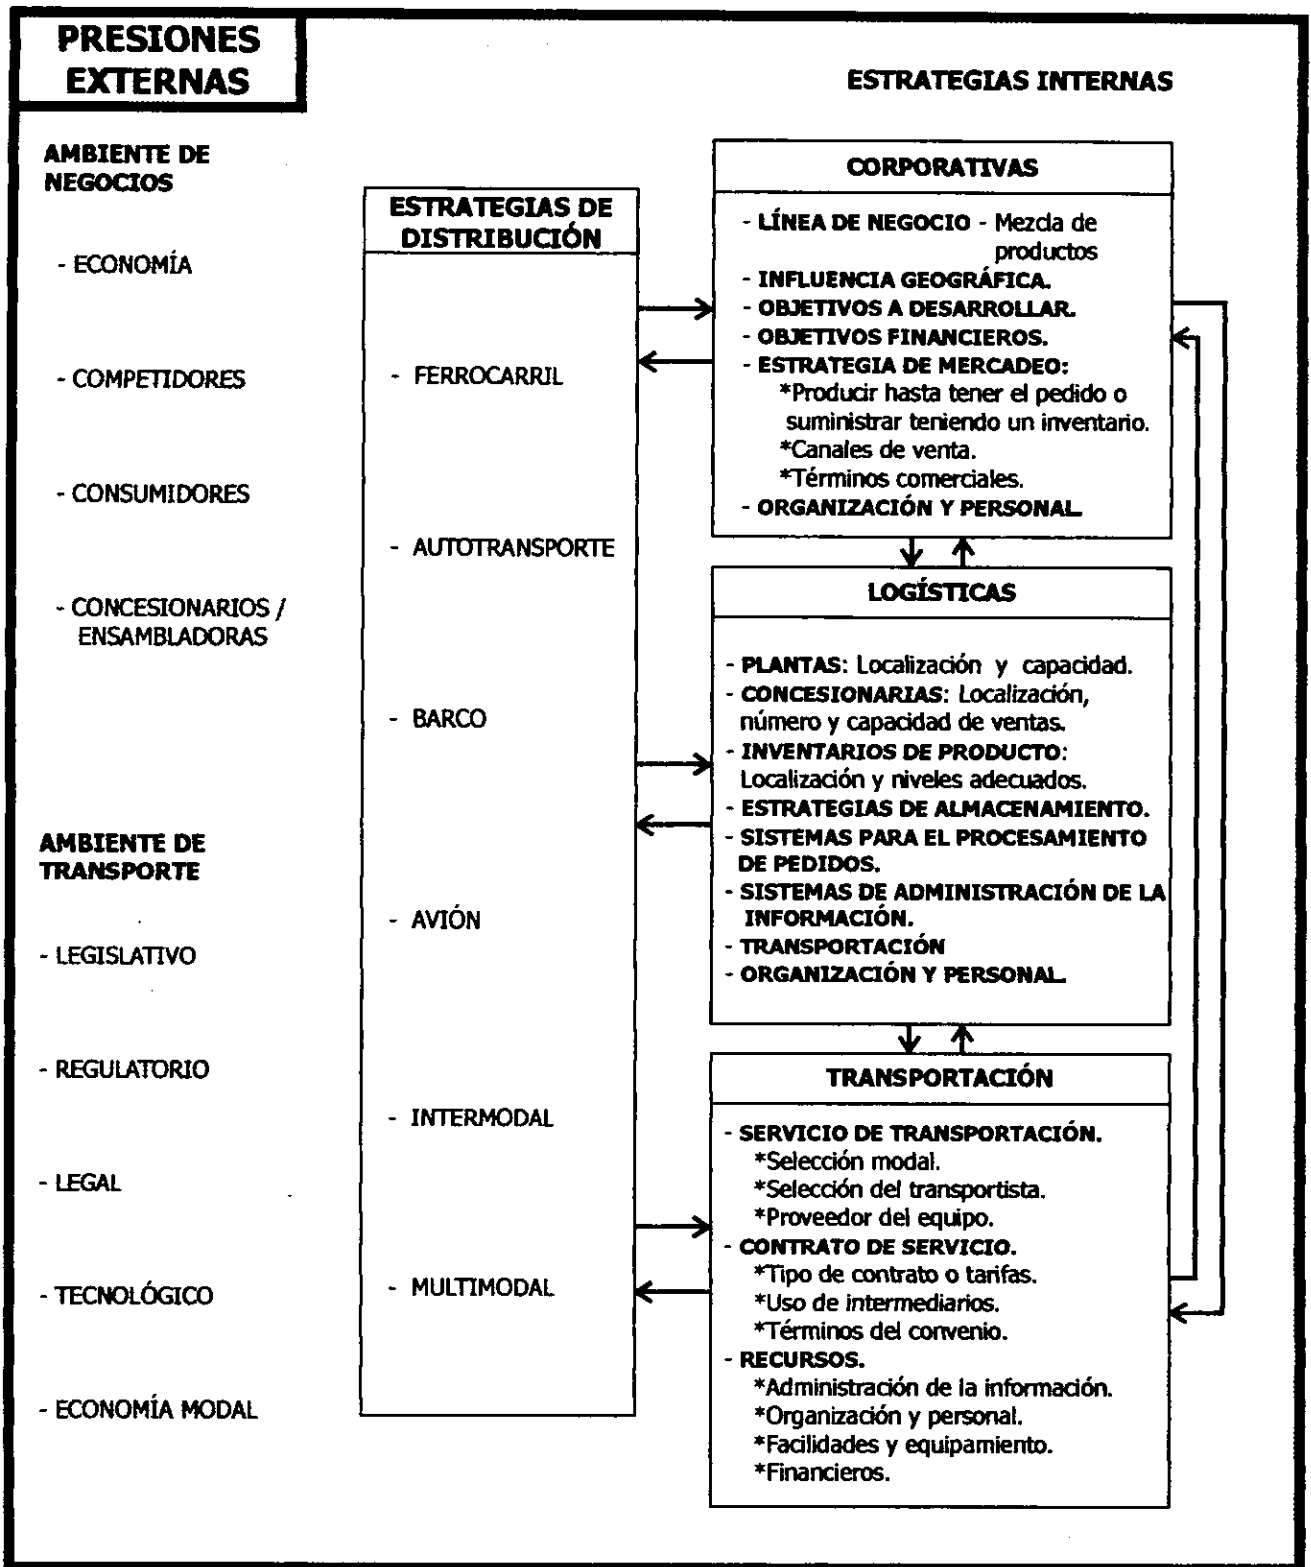 PRESIONES
EXTERNAS
ESTRATEGIAS INTERNAS
AMBIENTE DE
NEGOCIOS
- ECONOMÍA
- COMPETIDORES
- CONSUMIDORES
- CONCESIONARIOS /
ENSAMBLADORAS
AMBIENTE DE
TRANSPORTE
- LEGISLATIVO
- REGULATORIO
- LEGAL
- TECNOLÓGICO
- ECONOMÍA MODAL
ESTRATEGIAS DE
DISTRIBUCIÓN
- FERROCARRIL
- AUTOTRANSPORTE
- BARCO
- AVIÓN
- INTERMODAL
- MULTIMODAL
CORPORATIVAS
- LÍNEA DE NEGOCIO - Mezcla de
productos
- INFLUENCIA GEOGRÁFICA.
- OBJETIVOS A DESARROLLAR.
- OBJETIVOS FINANCIEROS.
- ESTRATEGIA DE MERCADEO:
*Producir hasta tener el pedido o
suministrar teniendo un inventario.
*Canales de venta.
*Términos comerciales.
- ORGANIZACIÓN Y PERSONAL.
LOGÍSTICAS
- PLANTAS: Localización y capacidad.
- CONCESIONARIAS: Localización,
número y capacidad de ventas.
- INVENTARIOS DE PRODUCTO:
Localización y niveles adecuados.
- ESTRATEGIAS DE ALMACENAMIENTO.
- SISTEMAS PARA EL PROCESAMIENTO
DE PEDIDOS.
- SISTEMAS DE ADMINISTRACIÓN DE LA
INFORMACIÓN.
- TRANSPORTACIÓN
- ORGANIZACIÓN Y PERSONAL.
TRANSPORTACIÓN
- SERVICIO DE TRANSPORTACIÓN.
*Selección modal.
*Selección del transportista.
*Proveedor del equipo.
- CONTRATO DE SERVICIO.
*Tipo de contrato o tarifas.
*Uso de intermediarios.
*Términos del convenio.
- RECURSOS.
*Administración de la información.
*Organización y personal.
*Facilidades y equipamiento.
*Financieros.